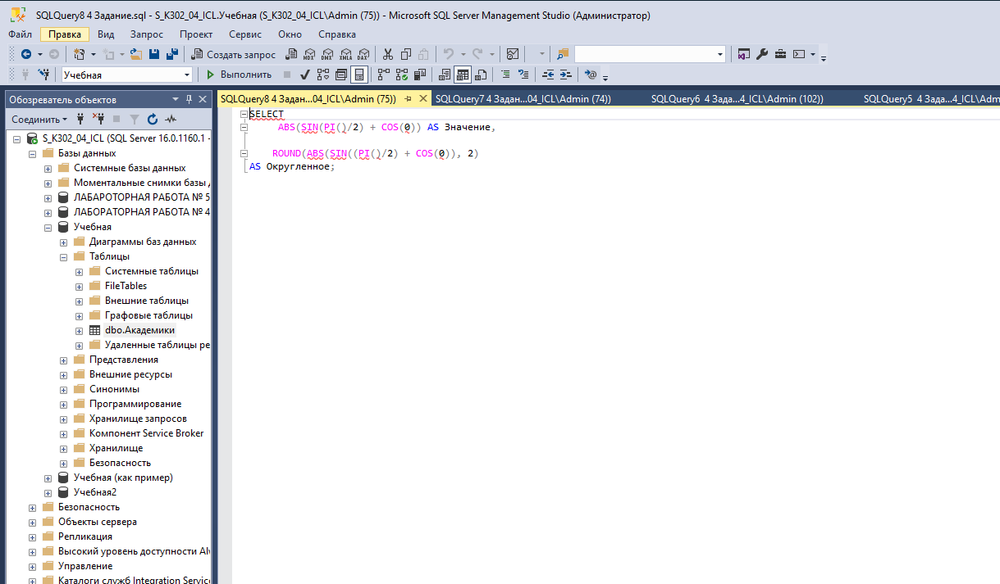 SQLQuery8 4 Задание.sql - S_K302_04_ICL.Учебная (S_K302_04_ICL\Admin (75)) - Microsoft SQL Server Management Studio (Администратор)
Файл Правка Вид Запрос Проект Сервис Окно Справка
Создать запрос MDX DMX XMLA DAX
Учебная Выполнить
Обозреватель объектов
Соединить
S_K302_04_ICL (SQL Server 16.0.1160.1 -
Базы данных
Системные базы данных
Моментальные снимки базы
ЛАБАРОТОРНАЯ РАБОТА № 5
ЛАБОРАТОРНАЯ РАБОТА № 4
Учебная
Диаграммы баз данных
Таблицы
Системные таблицы
FileTables
Внешние таблицы
Графовые таблицы
dbo.Академики
Удаленные таблицы ре
Представления
Внешние ресурсы
Синонимы
Программирование
Хранилище запросов
Компонент Service Broker
Хранилище
Безопасность
Учебная (как пример)
Учебная2
Безопасность
Объекты сервера
Репликация
Высокий уровень доступности Al
Управление
Каталоги служб Integration Servic
SQLQuery8 4 Задан...04_ICL\Admin (75)) SQLQuery7 4 Задан...04_ICL\Admin (74)) SQLQuery6 4 Зада...4_ICL\Admin (102)) SQLQuery5 4 Зада...4_ICL\Adm
SELECT
ABS(SIN(PI()/2) + COS(0)) AS Значение,
ROUND(ABS(SIN((PI()/2) + COS(0)), 2)
AS Округленное;